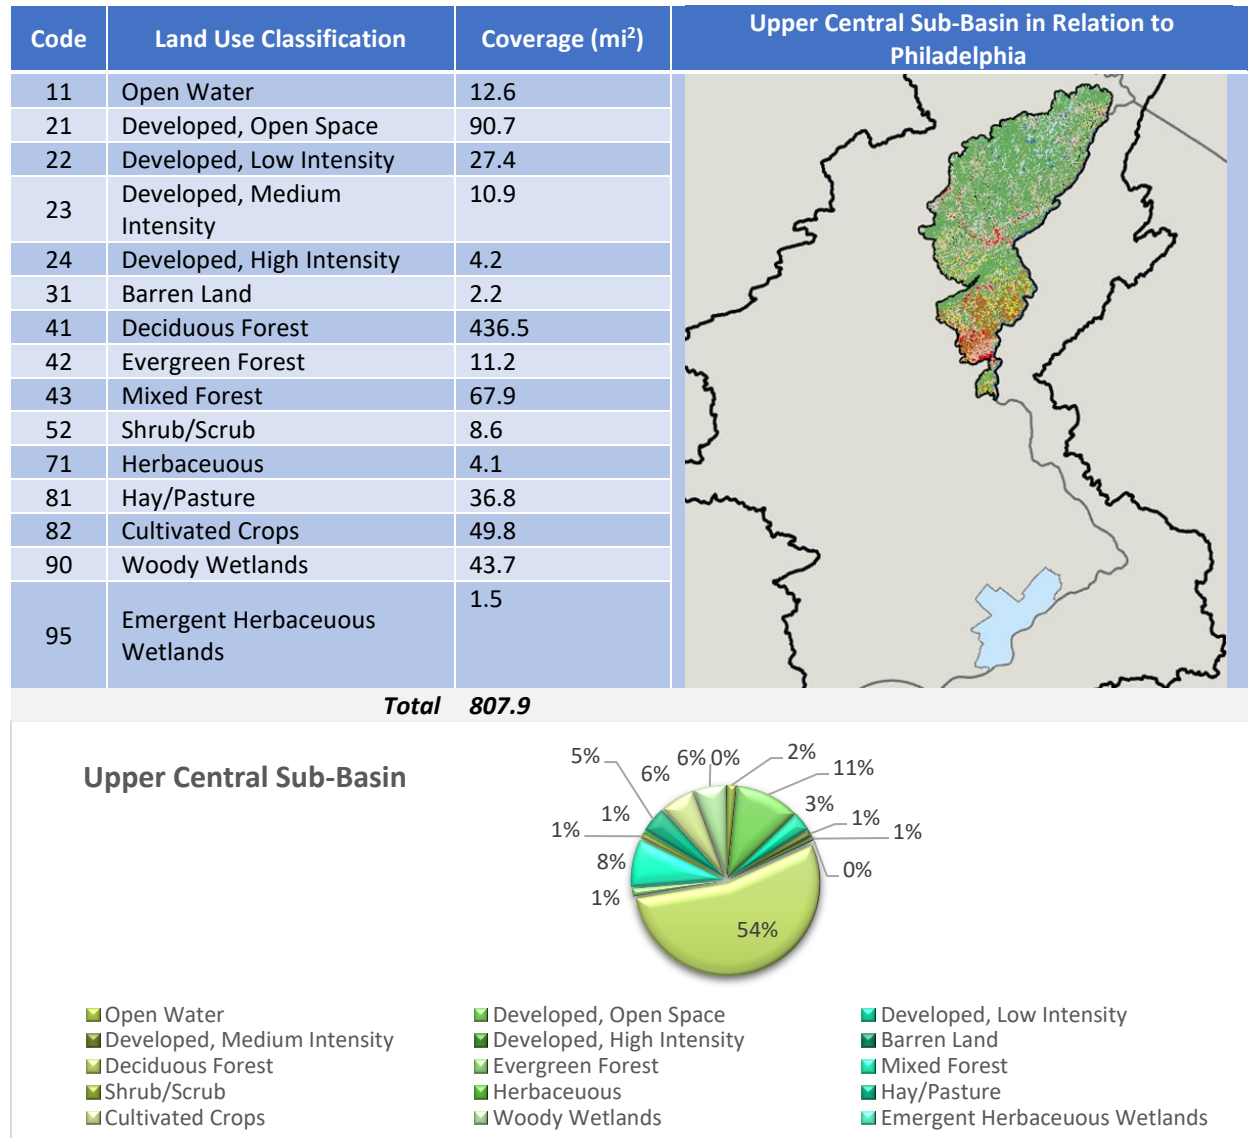 Code Land Use Classification Coverage (mi²) Upper Central Sub-Basin in Relation to
Philadelphia
11 Open Water 12.6
21 Developed, Open Space 90.7
22 Developed, Low Intensity 27.4
23 Developed, Medium 10.9
Intensity
24 Developed, High Intensity 4.2
31 Barren Land 2.2
41 Deciduous Forest 436.5
42 Evergreen Forest 11.2
43 Mixed Forest 67.9
52 Shrub/Scrub 8.6
71 Herbaceuous 4.1
81 Hay/Pasture 36.8
82 Cultivated Crops 49.8
90 Woody Wetlands 43.7
95 Emergent Herbaceuous 1.5
Wetlands
Total 807.9
Upper Central Sub-Basin
2%
11%
3%
1%
1%
0%
54%
1%
8%
1%
1%
5%
6%
6%
0%
Open Water Developed, Open Space Developed, Low Intensity
Developed, Medium Intensity Developed, High Intensity Barren Land
Deciduous Forest Evergreen Forest Mixed Forest
Shrub/Scrub Herbaceuous Hay/Pasture
Cultivated Crops Woody Wetlands Emergent Herbaceuous Wetlands